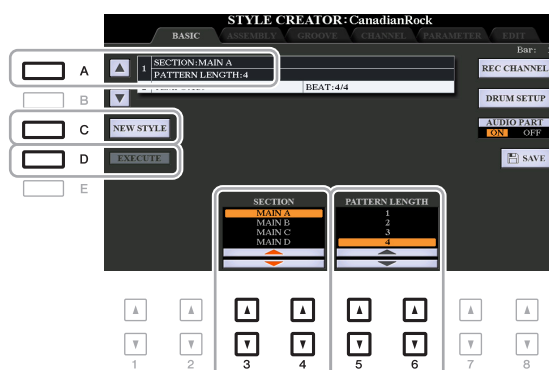 STYLE CREATOR:CanadianRock
BASIC ASSEMBLY GROOVE CHANNEL PARAMETER EDIT
Bar:
A
1 SECTION:MAIN A
PATTERN LENGTH:4
REC CHANNEL
B
BEAT:4/4
DRUM SETUP
C
NEW STYLE
AUDIO PART
ON OFF
D
EXECUTE
SAVE
E
SECTION
MAIN A
MAIN B
MAIN C
MAIN D
PATTERN LENGTH
1
2
3
4
1 2 3 4 5 6 7 8